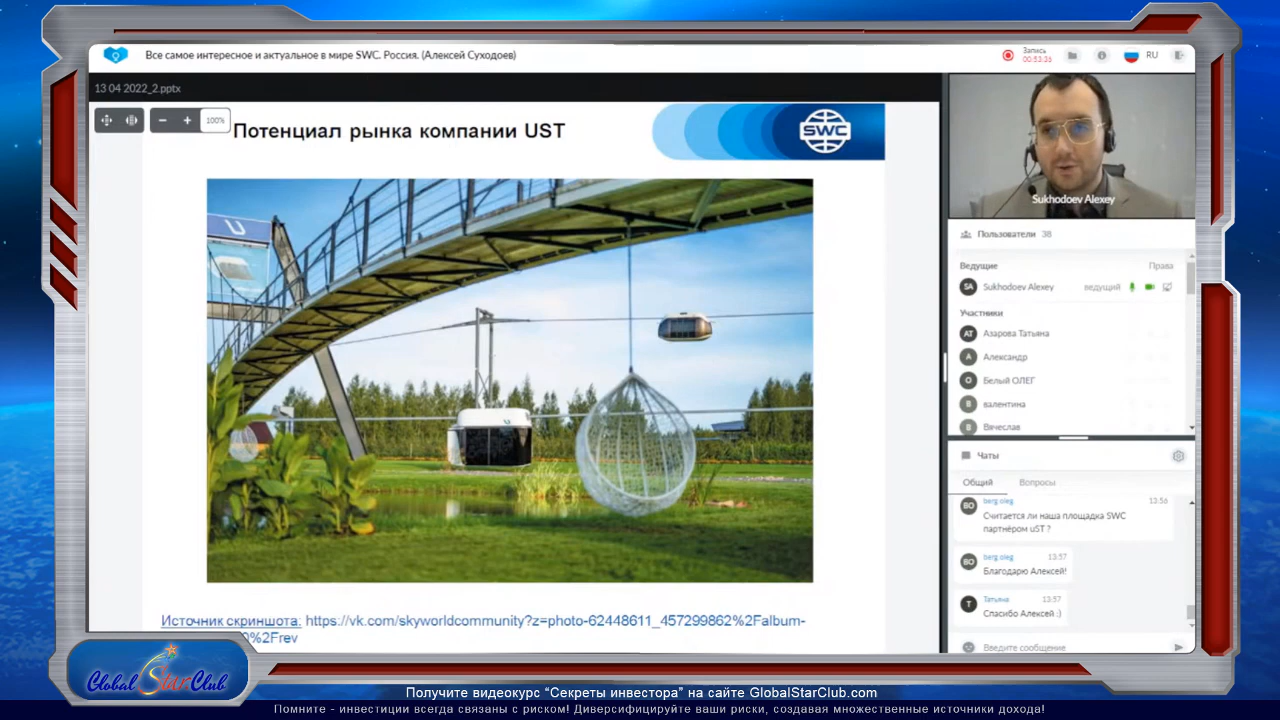 Все самое интересное и актуальное в мире SWC. Россия. (Алексей Суходоев)
Запись
00:53:36
RU
13 04 2022_2.pptx
100%
Потенциал рынка компании UST
SWC
U
Источник скриншота: https://vk.com/skyworldcommunity?z=photo-62448611_457299862%2Falbum-
0%2Frev
Sukhodoev Alexey
Пользователи 38
Ведущие Права
SA Sukhodoev Alexey ведущий
Участники
АТ Азарова Татьяна
А Александр
О Белый ОЛЕГ
В валентина
В Вячеслав
Чаты
Общий Вопросы
BO berg oleg 13:56
Считается ли наша площадка SWC
партнёром uST ?
BO berg oleg 13:57
Благодарю Алексей!
Т Татьяна 13:57
Спасибо Алексей :)
Введите сообщение
Global Star Club
Получите видеокурс “Секреты инвестора” на сайте GlobalStarClub.com
Помните - инвестиции всегда связаны с риском! Диверсифицируйте ваши риски, создавая множественные источники дохода!